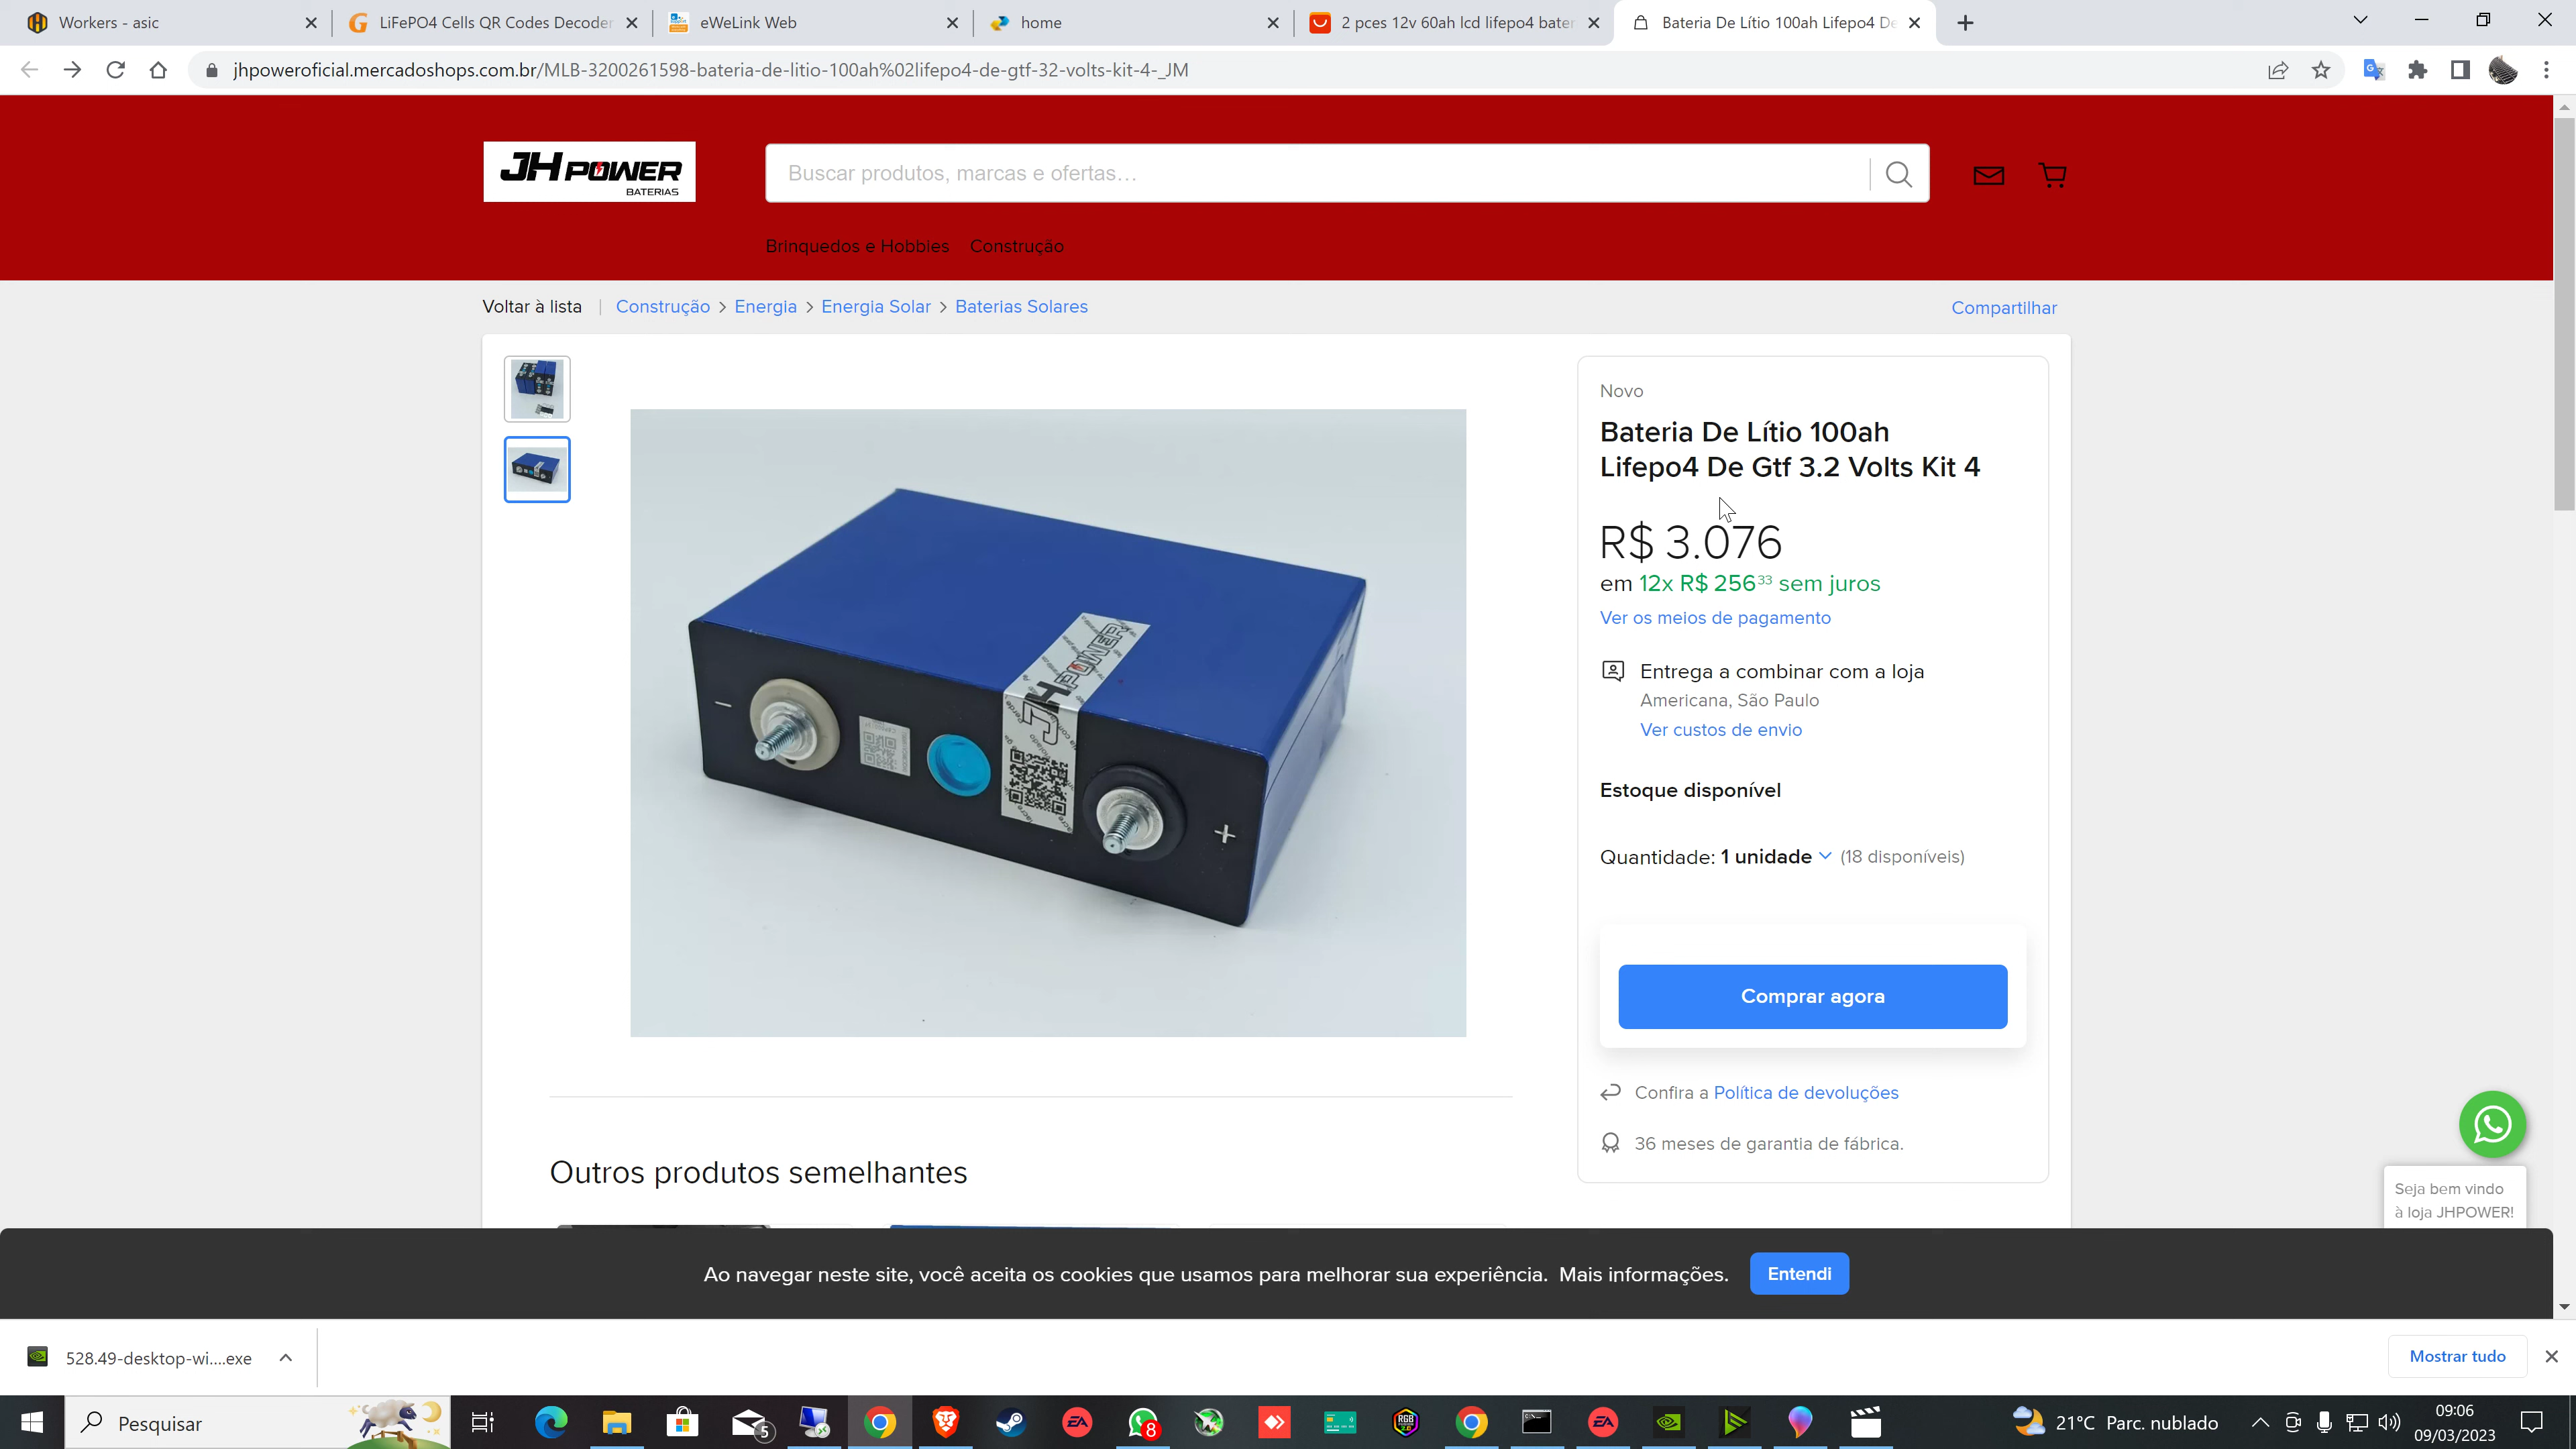 Workers - asic
LiFePO4 Cells QR Codes Decoder
eWeLink Web
home
2 pces 12v 60ah lcd lifepo4 bater
Bateria De Lítio 100ah Lifepo4 De
jhpoweroficial.mercadoshops.com.br/MLB-3200261598-bateria-de-litio-100ah%02lifepo4-de-gtf-32-volts-kit-4-_JM
JH POWER
BATERIAS
Buscar produtos, marcas e ofertas...
Brinquedos e Hobbies Construção
Voltar à lista Construção > Energia > Energia Solar > Baterias Solares
Compartilhar
JHPOWER
- +
Novo
Bateria De Lítio 100ah
Lifepo4 De Gtf 3.2 Volts Kit 4
R$ 3.076
em 12x R$ 256 33 sem juros
Ver os meios de pagamento
Entrega a combinar com a loja
Americana, São Paulo
Ver custos de envio
Estoque disponível
Quantidade: 1 unidade (18 disponíveis)
Comprar agora
Confira a Política de devoluções
36 meses de garantia de fábrica.
Outros produtos semelhantes
Seja bem vindo
à loja JHPOWER!
Ao navegar neste site, você aceita os cookies que usamos para melhorar sua experiência. Mais informações. Entendi
528.49-desktop-wi....exe
Mostrar tudo
Pesquisar
5
EA
8
RGB
EA
21°C Parc. nublado
09:06
09/03/2023